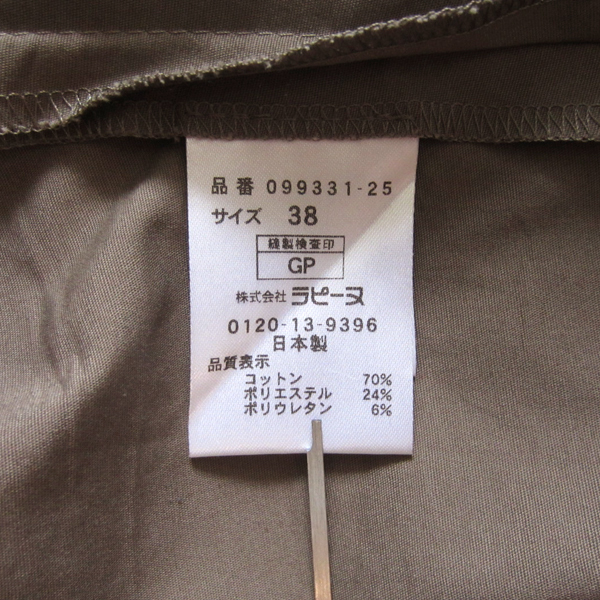 品番 099331-25
サイズ 38
縫製検査印
GP
株式会社 ラピーヌ
0120-13-9396
日本製
品質表示
コットン 70%
ポリエステル 24%
ポリウレタン 6%